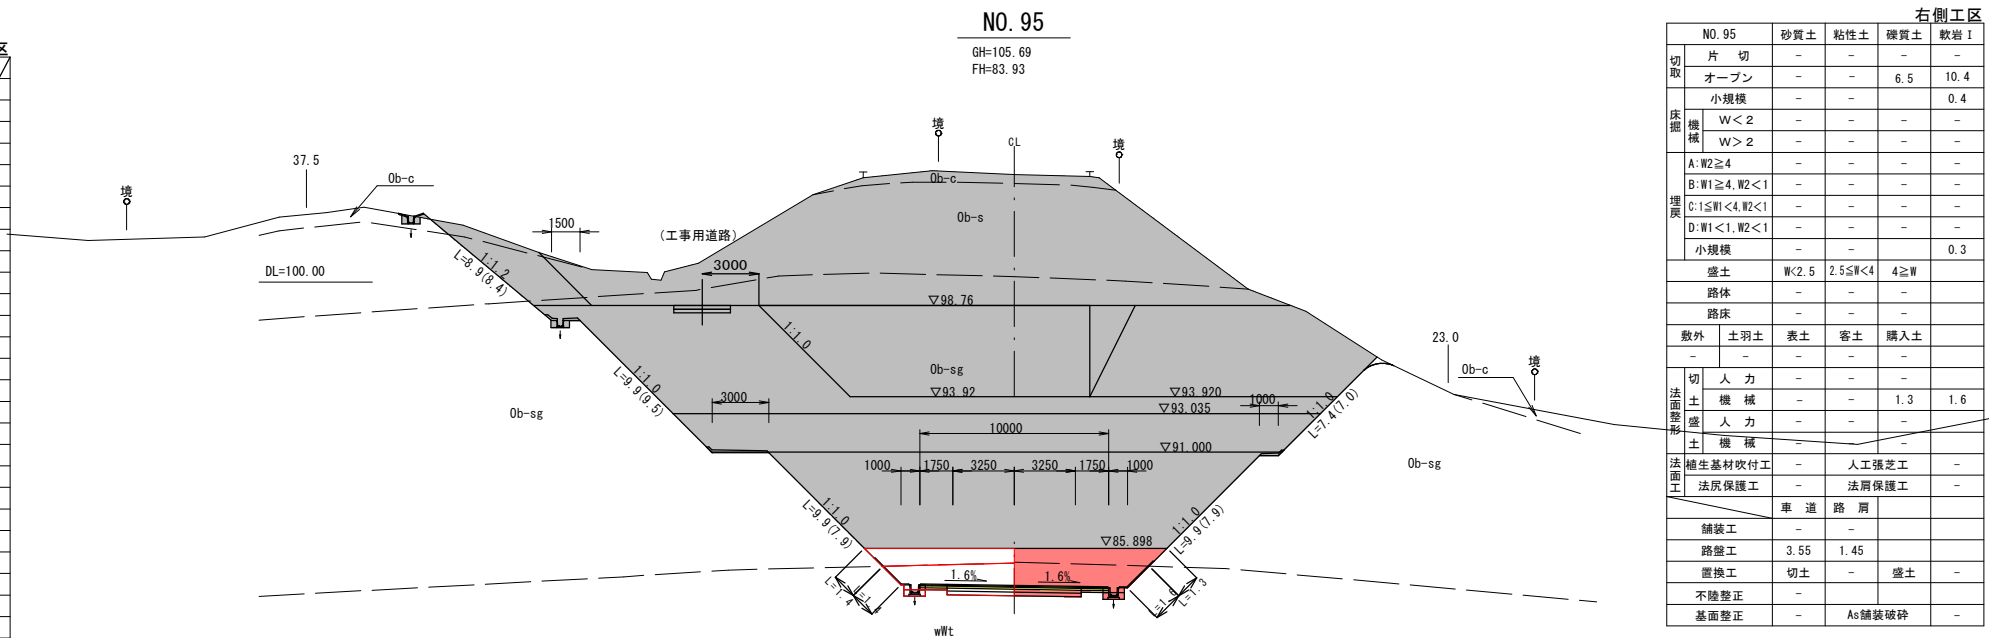 NO. 95
GH=105.69
FH=83.93
区
境
37.5
Ob-c
境
CL
境
Ob-c
1500
(工事用道路)
Ob-s
1:1.2
L=8.9(8.4)
DL=100.00
3000
▽98.76
1:1.0
23.0
境
Ob-c
1:1.0
L=9.9(9.5)
Ob-sg
▽93.92
▽93.920
3000
▽93.035
1000
1:1.0
L=7.4(7.0)
Ob-sg
10000
▽91.000
Ob-sg
1000 1750 3250 3250 1750 1000
1:1.0
L=9.9(7.9)
1:1.0
L=9.9(7.9)
▽85.898
1.6%
1.6%
L=1.4
L=1.3
wWt
右側工区
NO. 95 砂質土 粘性土 礫質土 軟岩Ⅰ
切取 片 切 - - - -
オープン - - 6.5 10.4
床掘 小規模 - - 0.4
機械 W<2 - - - -
W>2 - - - -
埋戻 A:W2≧4 - - - -
B:W1≧4,W2<1 - - - -
C:1≦W1<4,W2<1 - - - -
D:W1<1,W2<1 - - - -
小規模 - - 0.3
盛土 W<2.5 2.5≦W<4 4≧W
路体 - - -
路床 - - -
敷外 土羽土 表土 客土 購入土
- - - - -
法面整形 切土 人 力 - - -
機 械 - - 1.3 1.6
盛土 人 力 - - -
機 械 - - -
法面工 植生基材吹付工 - 人工張芝工 -
法尻保護工 - 法肩保護工 -
車 道 路 肩
舗装工 - -
路盤工 3.55 1.45
置換工 切土 - 盛土 -
不陸整正 -
基面整正 - As舗装破砕 -